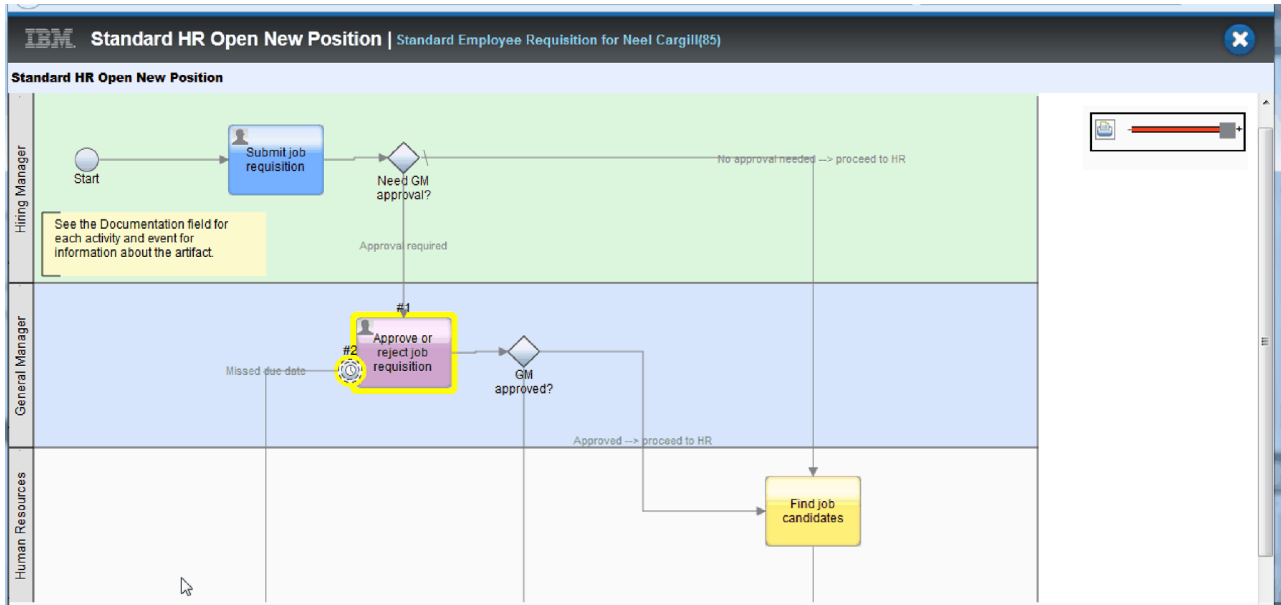 IBM Standard HR Open New Position | Standard Employee Requisition for Neel Cargill(85)
Standard HR Open New Position
Hiring Manager
Start
Submit job
requisition
Need GM
approval?
No approval needed --> proceed to HR
See the Documentation field for
each activity and event for
information about the artifact.
Approval required
General Manager
#1
Approve or
reject job
requisition
#2
Missed due date
GM
approved?
Approved --> proceed to HR
Human Resources
Find job
candidates